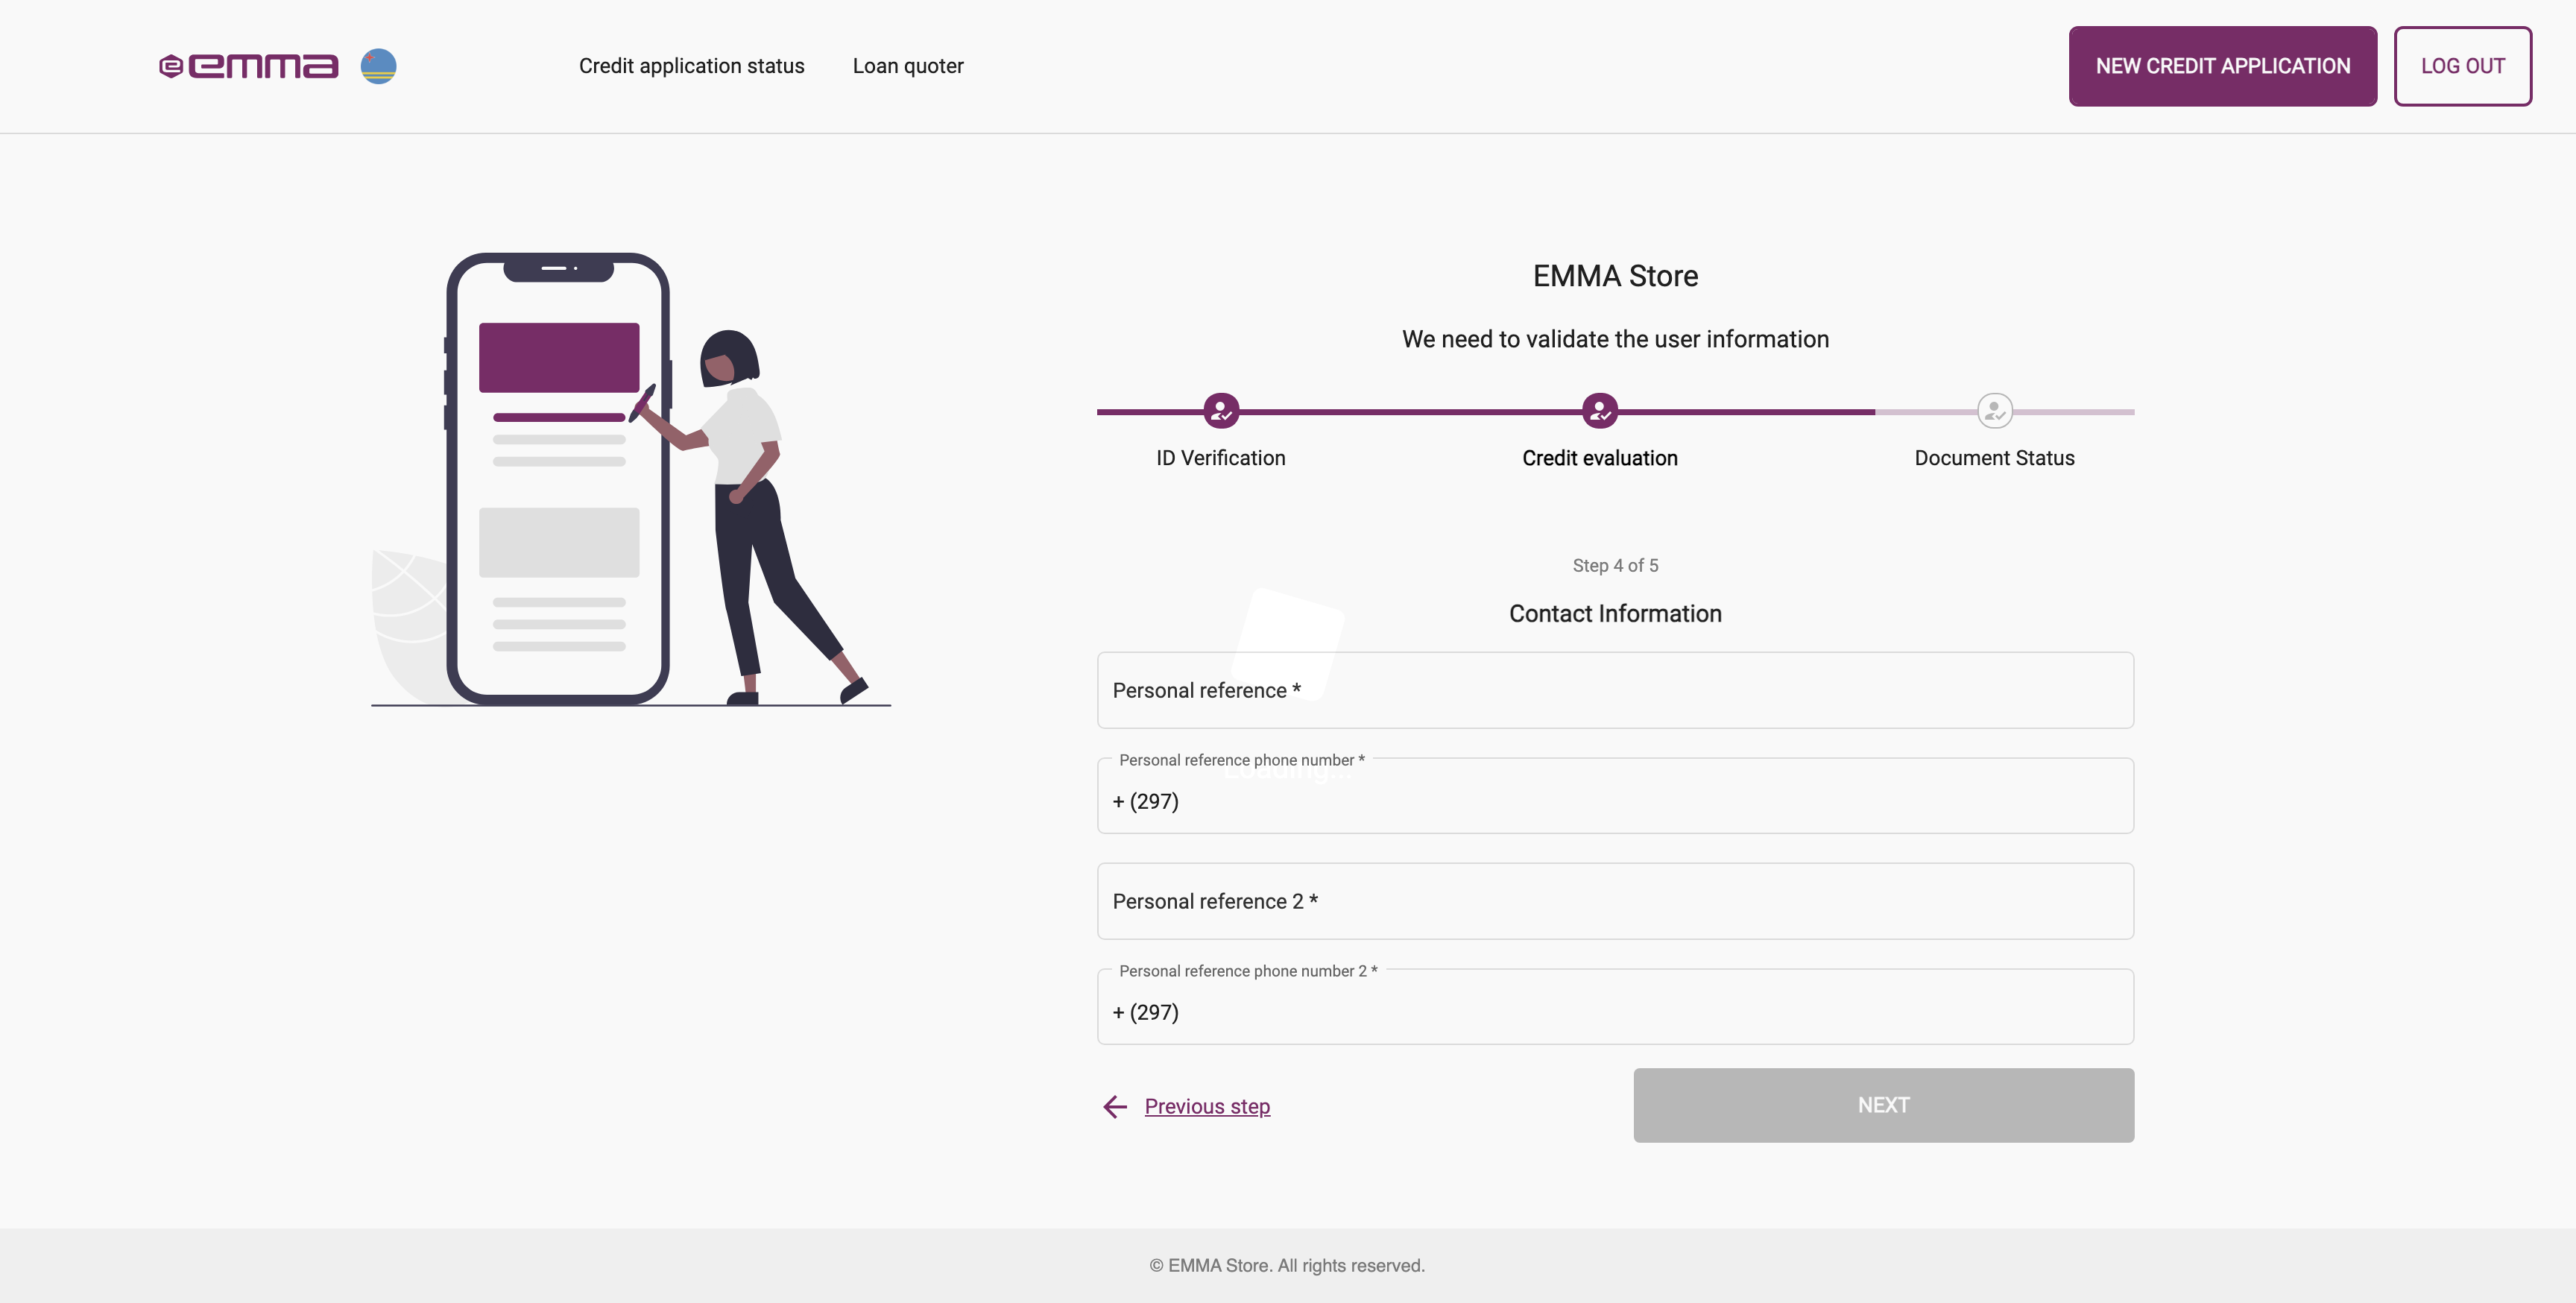 emma
Credit application status
Loan quoter
NEW CREDIT APPLICATION
LOG OUT
EMMA Store
We need to validate the user information
ID Verification
Credit evaluation
Document Status
Step 4 of 5
Contact Information
Personal reference *
Personal reference phone number *
Loading...
+ (297)
Personal reference 2 *
Personal reference phone number 2 *
+ (297)
Previous step
NEXT
© EMMA Store. All rights reserved.